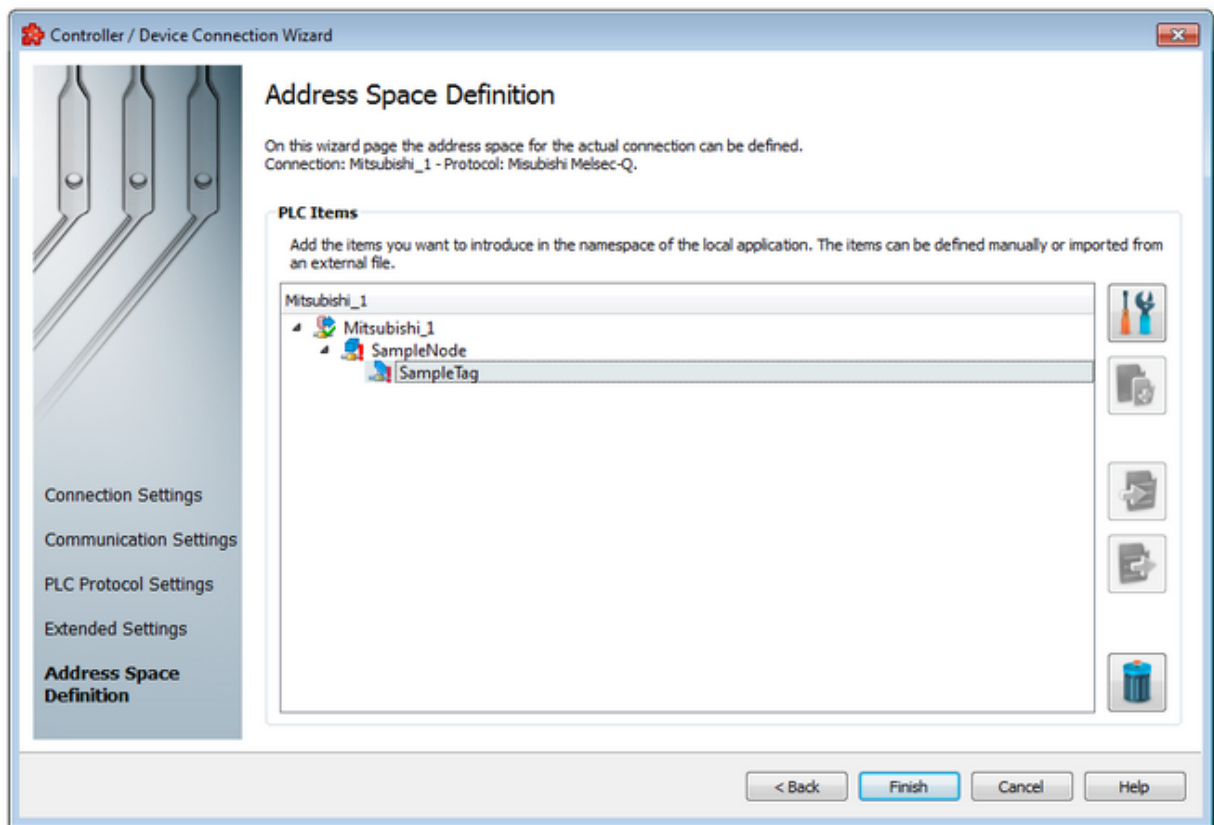 Controller / Device Connection Wizard
Address Space Definition
On this wizard page the address space for the actual connection can be defined.
Connection: Mitsubishi_1 - Protocol: Misubishi Melsec-Q.
PLC Items
Add the items you want to introduce in the namespace of the local application. The items can be defined manually or imported from
an external file.
Mitsubishi_1
Mitsubishi_1
SampleNode
SampleTag
Connection Settings
Communication Settings
PLC Protocol Settings
Extended Settings
Address Space
Definition
< Back
Finish
Cancel
Help